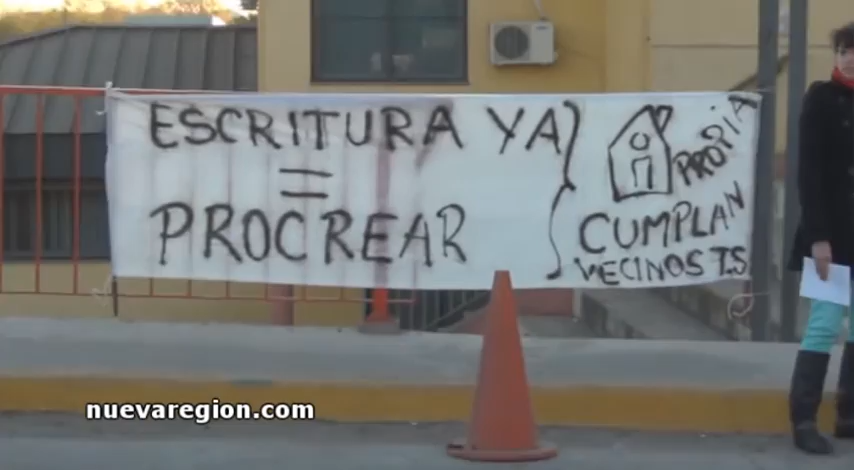 ESCRITURA YA
=
PROCREAR
PROPIA
CUMPLAN
VECINOS T.S
nuevaregion.com